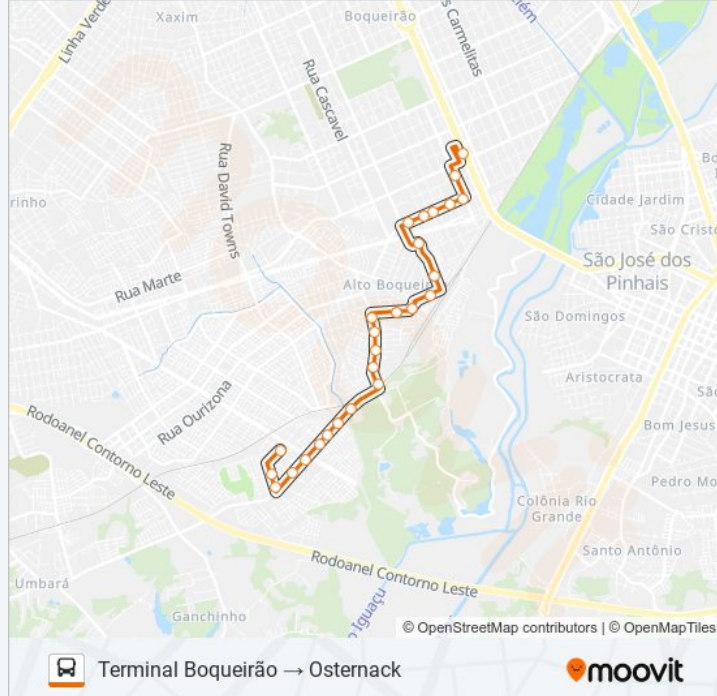 Xaxim
Boqueirão
Linha Verde
s Carmelitas
Rua Cascavel
Rua David Towns
Cidade Jardim
São Cristo
São José dos
Pinhais
Rua Marte
Alto Boqueir
São Domingos
Aristocrata
Rua Ourizona
Bom Jesus
Rodoanel Contorno Leste
Pedro Mo
Colônia Rio
Grande
Santo Antônio
Rodoanel Contorno Leste
Umbará
Ganchinho
o Iguaçu
© OpenStreetMap contributors | © OpenMapTiles
Terminal Boqueirão → Osternack
moovit